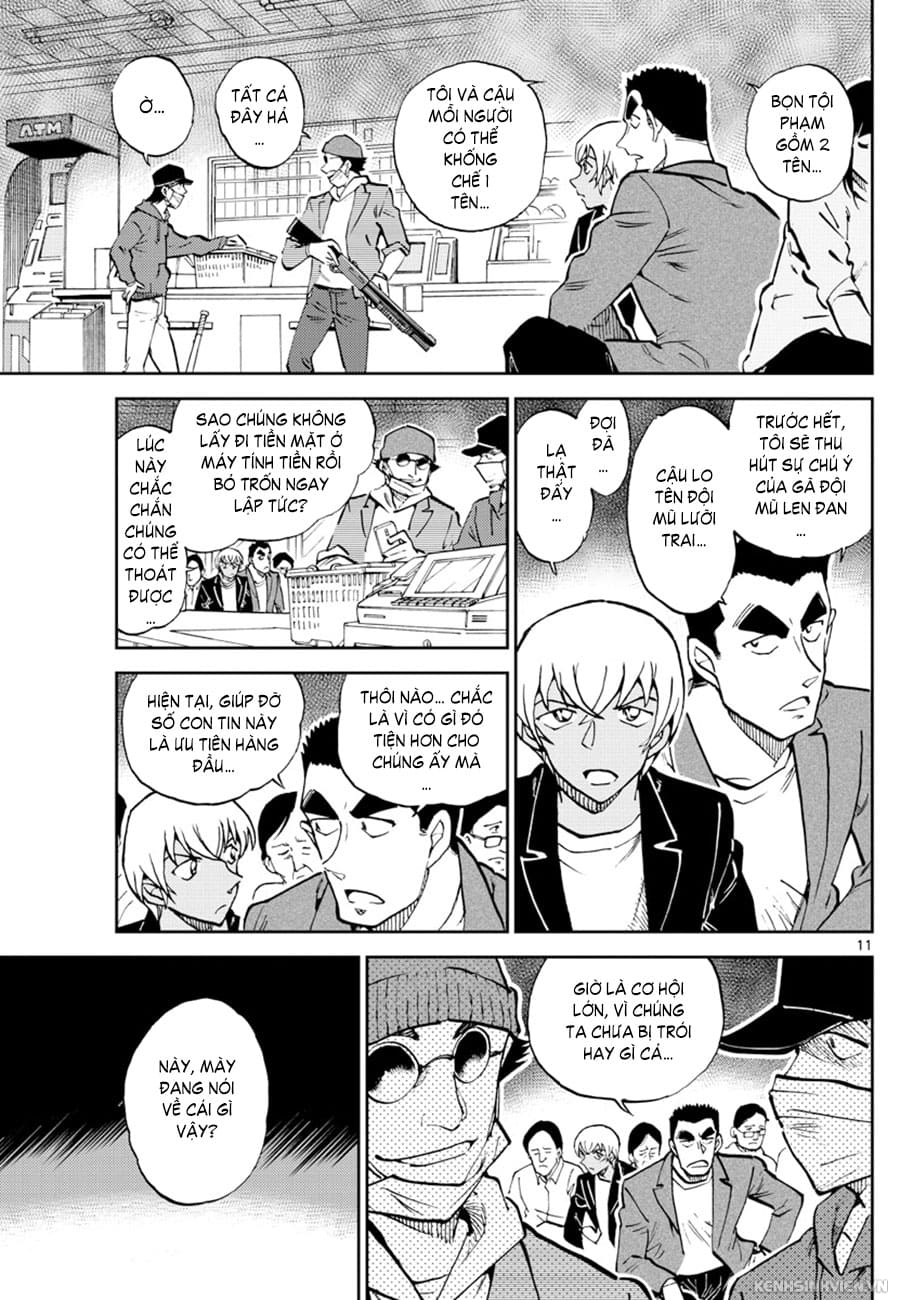 BỌN TỘI
PHẠM
GỒM 2
TÊN...
TÔI VÀ CẬU
MỖI NGƯỜI
CÓ THỂ
KHỐNG
CHẾ 1
TÊN...
TẤT CẢ
ĐÂY HẢ
...
Ờ...
ATM
TRƯỚC HẾT,
TÔI SẼ THU
HÚT SỰ CHÚ Ý
CỦA GÃ ĐỘI
MŨ LEN ĐAN
...
CẬU LO
TÊN ĐỘI
MŨ LƯỠI
TRAI...
ĐỢI
ĐÃ
...
LẠ
THẬT
ĐẤY
...
SAO CHÚNG KHÔNG
LẤY ĐI TIỀN MẶT Ở
MÁY TÍNH TIỀN RỒI
BỎ TRỐN NGAY
LẬP TỨC?
LÚC
NÀY
CHẮC
CHẮN
CHÚNG
CÓ THỂ
THOÁT
ĐƯỢC
...
THÔI NÀO... CHẮC
LÀ VÌ CÓ GÌ ĐÓ
TIỆN HƠN CHO
CHÚNG ẤY MÀ
...
HIỆN TẠI, GIÚP ĐỠ
SỐ CON TIN NÀY
LÀ ƯU TIÊN HÀNG
ĐẦU...
11
GIỜ LÀ CƠ HỘI
LỚN, VÌ CHÚNG
TA CHƯA BỊ TRÓI
HAY GÌ CẢ...
NÀY, MÀY
ĐANG NÓI
VỀ CÁI GÌ
VẬY?
KENHSINHVIEN.VN